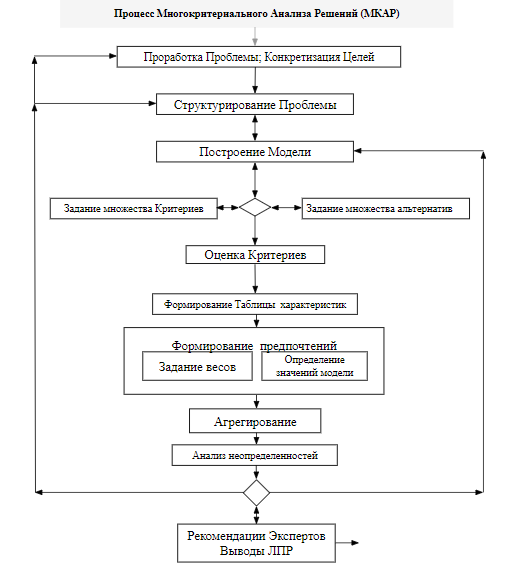 Процесс Многокритериального Анализа Решений (МКАР)
Проработка Проблемы; Конкретизация Целей
Структурирование Проблемы
Построение Модели
Задание множества Критериев
Задание множества альтернатив
Оценка Критериев
Формирование Таблицы характеристик
Формирование предпочтений
Задание весов
Определение
значений модели
Агрегирование
Анализ неопределенностей
Рекомендации Экспертов
Выводы ЛПР